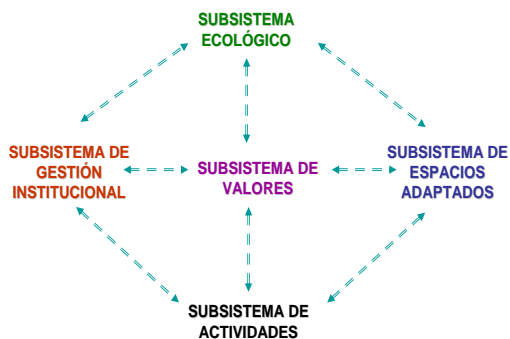 SUBSISTEMA
ECOLÓGICO
SUBSISTEMA DE
GESTIÓN
INSTITUCIONAL
SUBSISTEMA DE
VALORES
SUBSISTEMA DE
ESPACIOS
ADAPTADOS
SUBSISTEMA DE
ACTIVIDADES